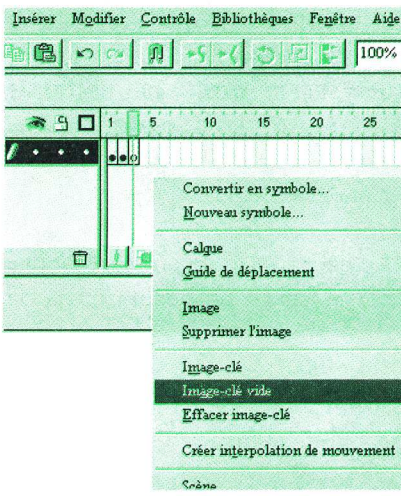 Insérer Modifier Contrôle Bibliothèques Fenêtre Aide
100%
1 5 10 15 20 25
Convertir en symbole...
Nouveau symbole...
Calque
Guide de déplacement
Image
Supprimer l'image
Image-clé
Image-clé vide
Effacer image-clé
Créer interpolation de mouvement
Scène